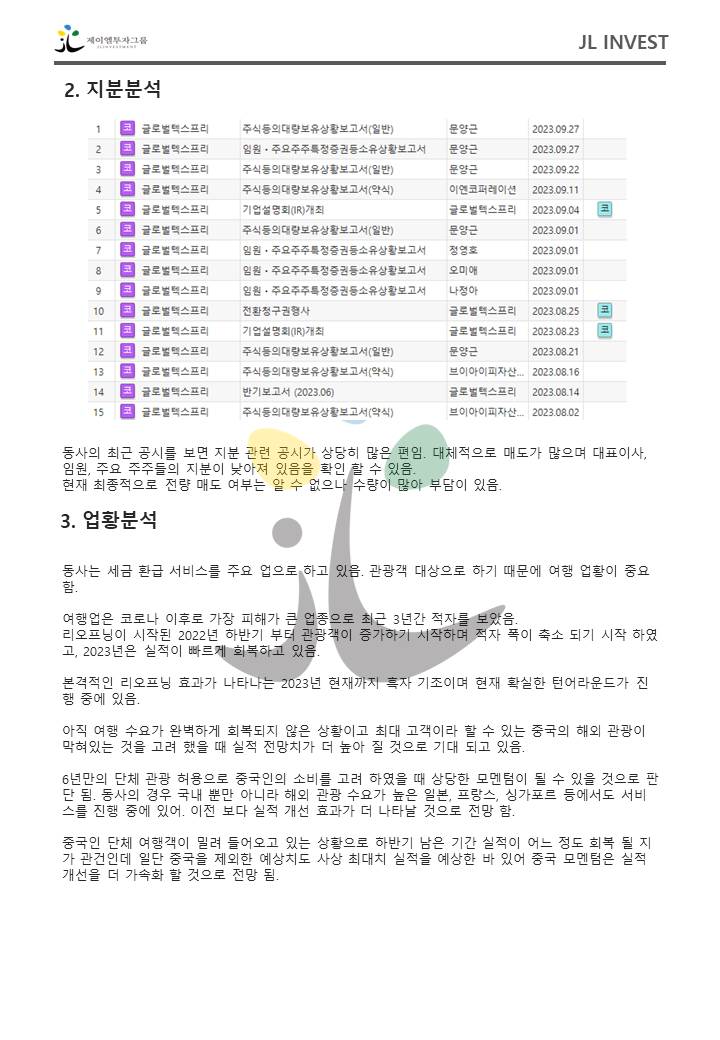 제이엘투자그룹
JLINVESTMENT
JL INVEST
2. 지분분석
1 코 글로벌텍스프리 주식등의대량보유상황보고서(일반) 문양근 2023.09.27
2 코 글로벌텍스프리 임원ㆍ주요주주특정증권등소유상황보고서 문양근 2023.09.27
3 코 글로벌텍스프리 주식등의대량보유상황보고서(일반) 문양근 2023.09.22
4 코 글로벌텍스프리 주식등의대량보유상황보고서(약식) 이엔코퍼레이션 2023.09.11
5 코 글로벌텍스프리 기업설명회(IR)개최 글로벌텍스프리 2023.09.04 코
6 코 글로벌텍스프리 주식등의대량보유상황보고서(일반) 문양근 2023.09.01
7 코 글로벌텍스프리 임원ㆍ주요주주특정증권등소유상황보고서 정영호 2023.09.01
8 코 글로벌텍스프리 임원ㆍ주요주주특정증권등소유상황보고서 오미애 2023.09.01
9 코 글로벌텍스프리 임원ㆍ주요주주특정증권등소유상황보고서 나정아 2023.09.01
10 코 글로벌텍스프리 전환청구권행사 글로벌텍스프리 2023.08.25 코
11 코 글로벌텍스프리 기업설명회(IR)개최 글로벌텍스프리 2023.08.23 코
12 코 글로벌텍스프리 주식등의대량보유상황보고서(일반) 문양근 2023.08.21
13 코 글로벌텍스프리 주식등의대량보유상황보고서(약식) 브이아이피자산... 2023.08.16
14 코 글로벌텍스프리 반기보고서 (2023.06) 글로벌텍스프리 2023.08.14
15 코 글로벌텍스프리 주식등의대량보유상황보고서(약식) 브이아이피자산... 2023.08.02
동사의 최근 공시를 보면 지분 관련 공시가 상당히 많은 편임. 대체적으로 매도가 많으며 대표이사,
임원, 주요 주주들의 지분이 낮아져 있음을 확인 할 수 있음.
현재 최종적으로 전량 매도 여부는 알 수 없으나 수량이 많아 부담이 있음.
3. 업황분석
동사는 세금 환급 서비스를 주요 업으로 하고 있음. 관광객 대상으로 하기 때문에 여행 업황이 중요
함.
여행업은 코로나 이후로 가장 피해가 큰 업종으로 최근 3년간 적자를 보았음.
리오프닝이 시작된 2022년 하반기 부터 관광객이 증가하기 시작하며 적자 폭이 축소 되기 시작 하였
고, 2023년은 실적이 빠르게 회복하고 있음.
본격적인 리오프닝 효과가 나타나는 2023년 현재까지 흑자 기조이며 현재 확실한 턴어라운드가 진
행 중에 있음.
아직 여행 수요가 완벽하게 회복되지 않은 상황이고 최대 고객이라 할 수 있는 중국의 해외 관광이
막혀있는 것을 고려 했을 때 실적 전망치가 더 높아 질 것으로 기대 되고 있음.
6년만의 단체 관광 허용으로 중국인의 소비를 고려 하였을 때 상당한 모멘텀이 될 수 있을 것으로 판
단 됨. 동사의 경우 국내 뿐만 아니라 해외 관광 수요가 높은 일본, 프랑스, 싱가포르 등에서도 서비
스를 진행 중에 있어. 이전 보다 실적 개선 효과가 더 나타날 것으로 전망 함.
중국인 단체 여행객이 밀려 들어오고 있는 상황으로 하반기 남은 기간 실적이 어느 정도 회복 될 지
가 관건인데 일단 중국을 제외한 예상치도 사상 최대치 실적을 예상한 바 있어 중국 모멘텀은 실적
개선을 더 가속화 할 것으로 전망 됨.